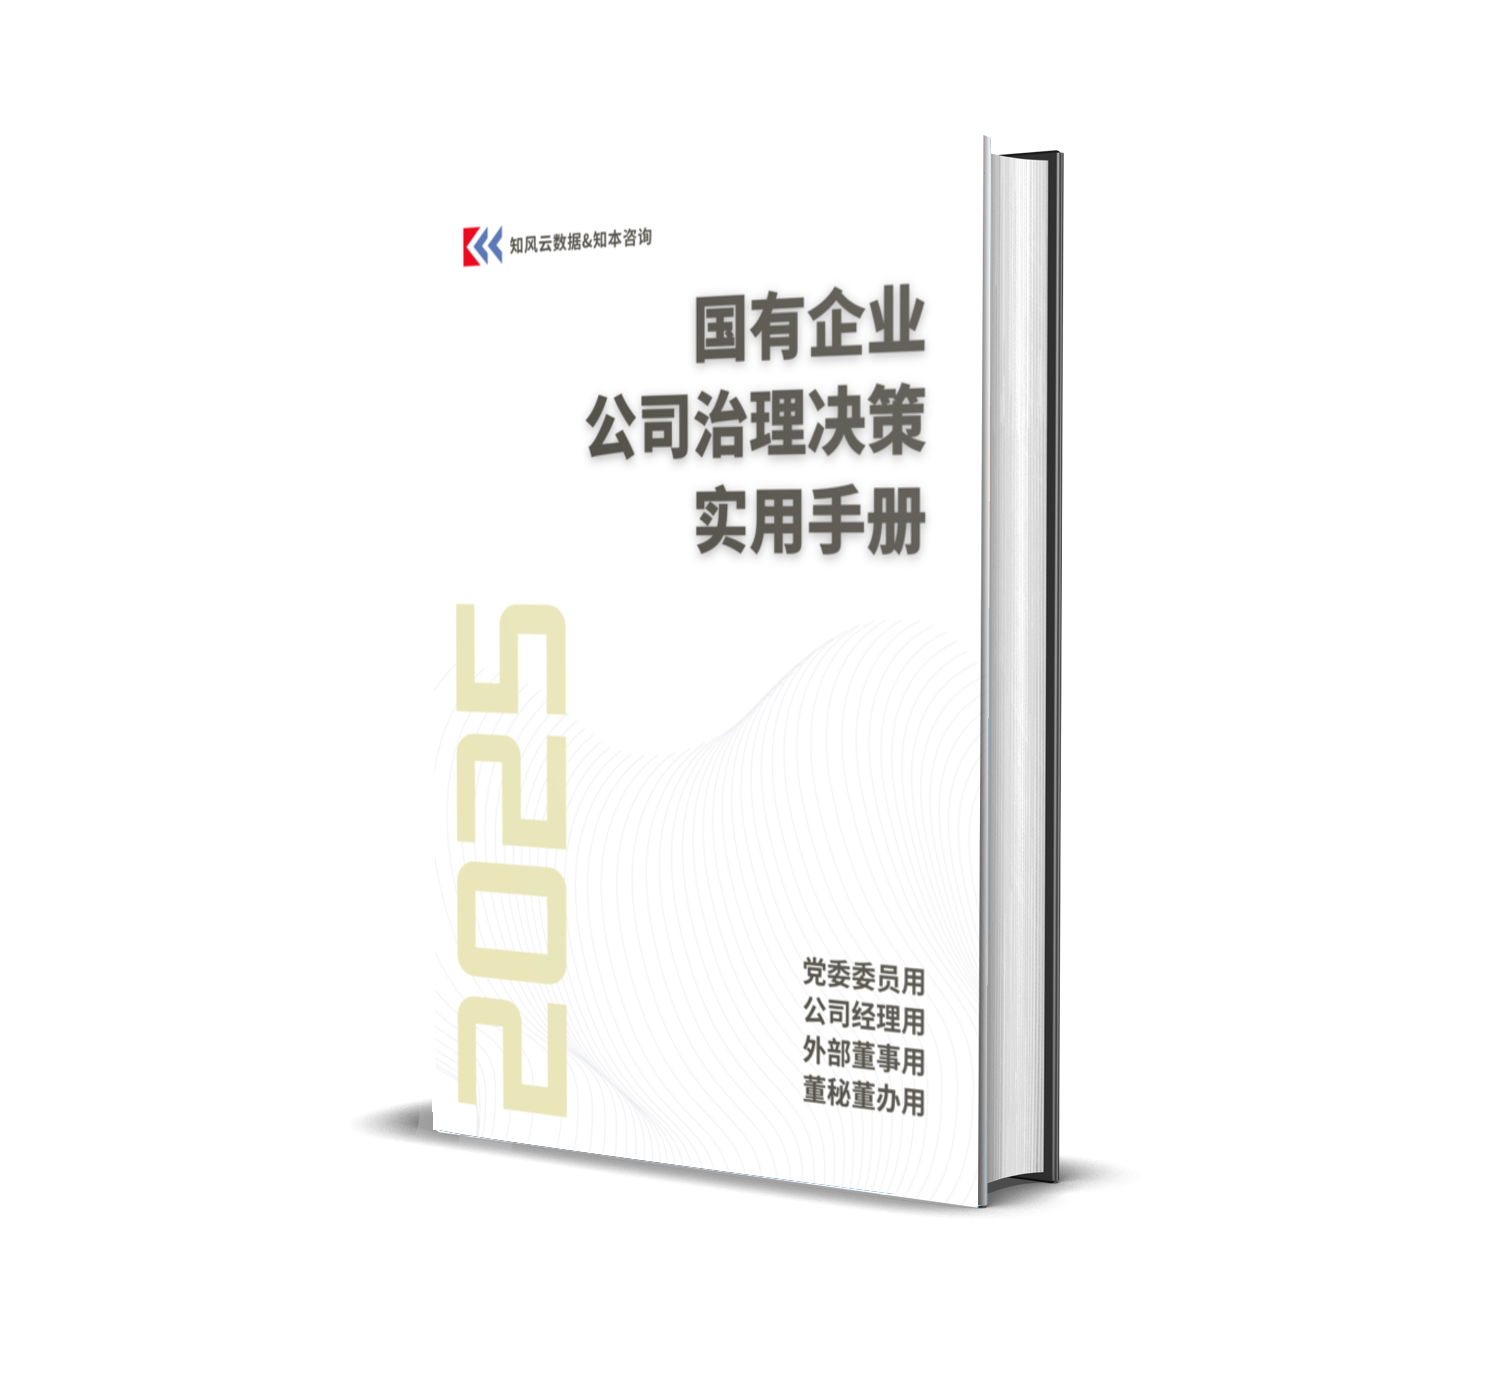 知风云数据&知本咨询
国有企业
公司治理决策
实用手册
2025
党委委员用
公司经理用
外部董事用
董秘董办用